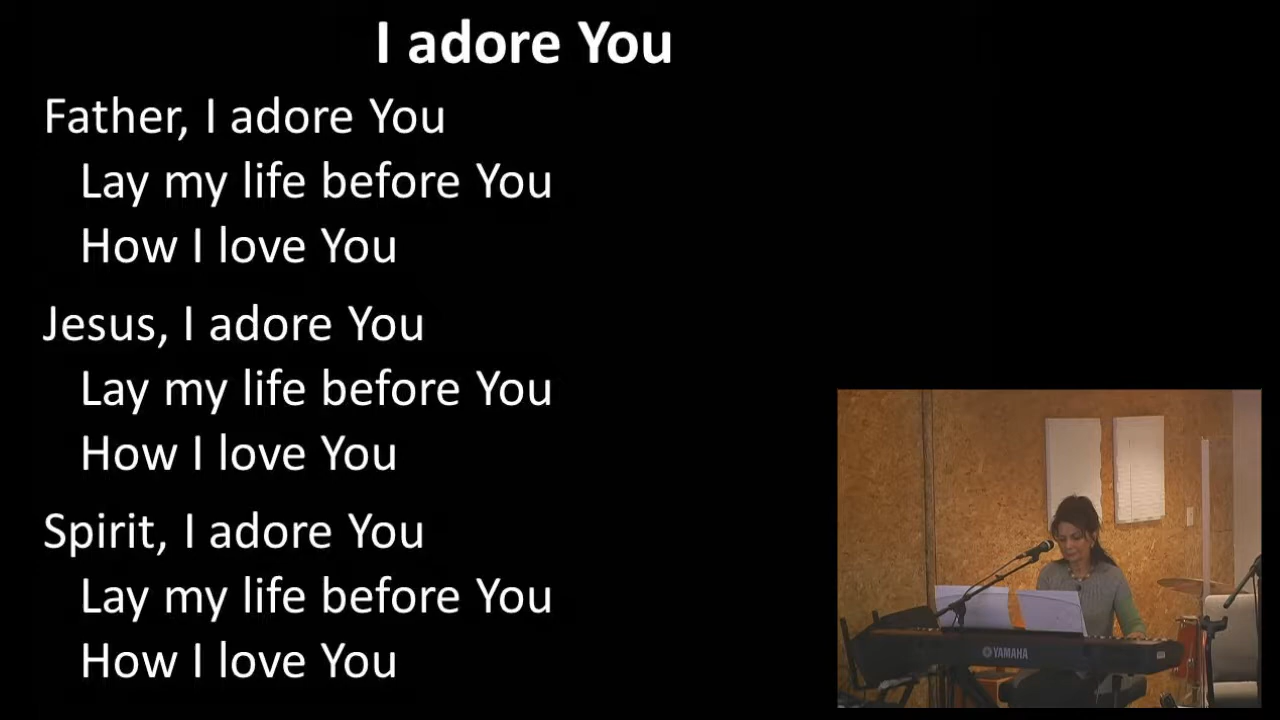 I adore You
Father, I adore You
Lay my life before You
How I love You
Jesus, I adore You
Lay my life before You
How I love You
Spirit, I adore You
Lay my life before You
How I love You
YAMAHA